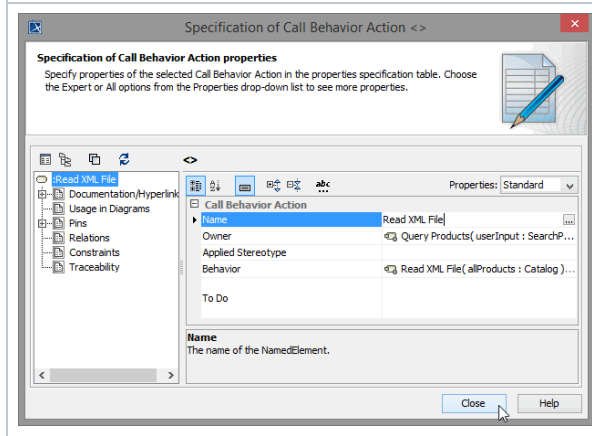 Specification of Call Behavior Action <>
Specification of Call Behavior Action properties
Specify properties of the selected Call Behavior Action in the properties specification table. Choose
the Expert or All options from the Properties drop-down list to see more properties.
<>
:Read XML File
Documentation/Hyperlink
Usage in Diagrams
Pins
Relations
Constraints
Traceability
abc
Properties: Standard
Call Behavior Action
Name Read XML File ...
Owner Query Products( userInput : SearchP...
Applied Stereotype
Behavior Read XML File( allProducts : Catalog )...
To Do
Name
The name of the NamedElement.
Close Help